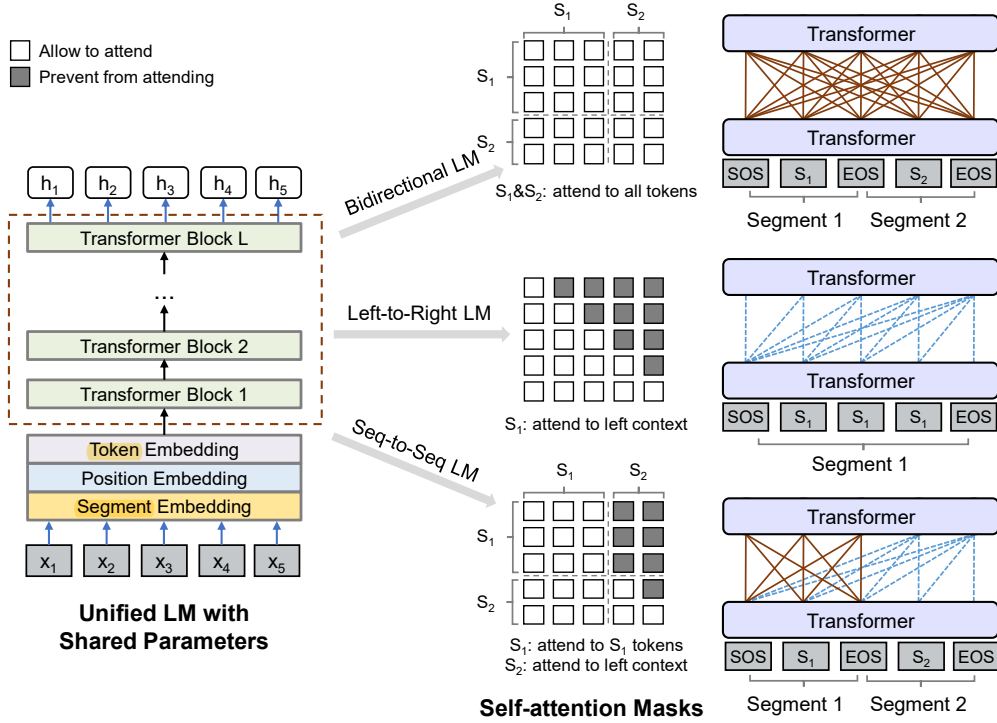 Allow to attend
Prevent from attending
h1 h2 h3 h4 h5
Transformer Block L
...
Transformer Block 2
Transformer Block 1
Token Embedding
Position Embedding
Segment Embedding
x1 x2 x3 x4 x5
Unified LM with
Shared Parameters
Bidirectional LM
Left-to-Right LM
Seq-to-Seq LM
S1 S2
S1
S2
S1&S2: attend to all tokens
S1: attend to left context
S1 S2
S1
S2
S1: attend to S1 tokens
S2: attend to left context
Self-attention Masks
Transformer
Transformer
SOS S1 EOS S2 EOS
Segment 1 Segment 2
Transformer
Transformer
SOS S1 S1 S1 EOS
Segment 1
Transformer
Transformer
SOS S1 EOS S2 EOS
Segment 1 Segment 2